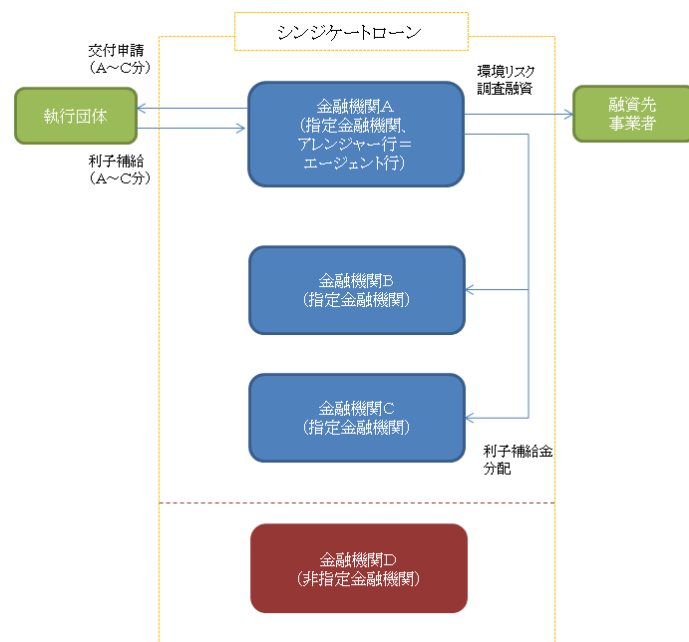 シンジケートローン
交付申請
（A～C分）
執行団体
利子補給
（A～C分）
金融機関A
（指定金融機関、
アレンジャー行＝
エージェント行）
環境リスク
調査融資
融資先
事業者
金融機関B
（指定金融機関）
金融機関C
（指定金融機関）
利子補給金
分配
金融機関D
（非指定金融機関）